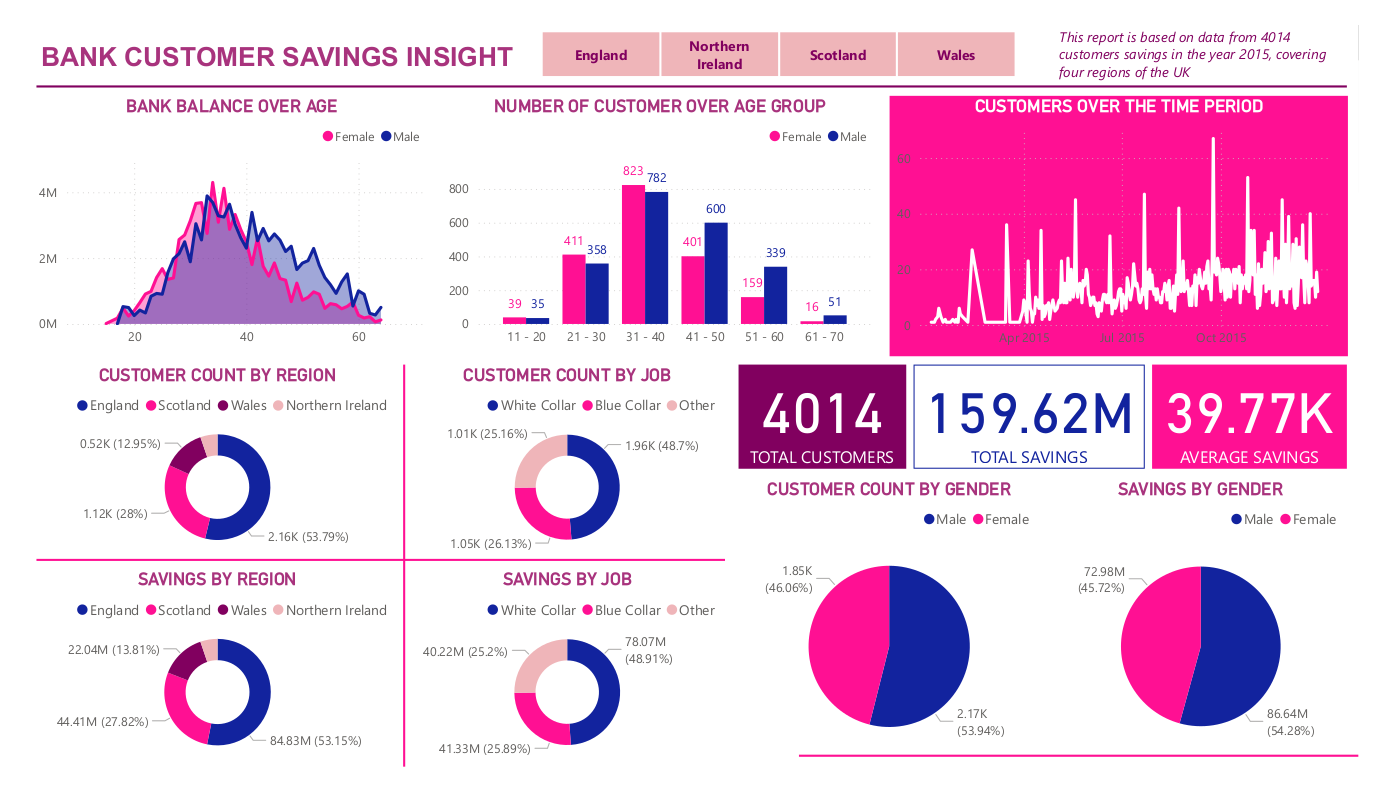 BANK CUSTOMER SAVINGS INSIGHT
England
Northern
Ireland
Scotland
Wales
This report is based on data from 4014
customers savings in the year 2015, covering
four regions of the UK
BANK BALANCE OVER AGE
Female Male
4M
2M
0M
20 40 60
NUMBER OF CUSTOMER OVER AGE GROUP
Female Male
800
600
400
200
0
39 35
411 358
823 782
401 600
159 339
16 51
11 - 20 21 - 30 31 - 40 41 - 50 51 - 60 61 - 70
CUSTOMERS OVER THE TIME PERIOD
60
40
20
0
Apr 2015 Jul 2015 Oct 2015
CUSTOMER COUNT BY REGION
England Scotland Wales Northern Ireland
0.52K (12.95%)
1.12K (28%)
2.16K (53.79%)
CUSTOMER COUNT BY JOB
White Collar Blue Collar Other
1.01K (25.16%)
1.96K (48.7%)
1.05K (26.13%)
4014
TOTAL CUSTOMERS
159.62M
TOTAL SAVINGS
39.77K
AVERAGE SAVINGS
SAVINGS BY REGION
England Scotland Wales Northern Ireland
22.04M (13.81%)
44.41M (27.82%)
84.83M (53.15%)
SAVINGS BY JOB
White Collar Blue Collar Other
40.22M (25.2%)
78.07M
(48.91%)
41.33M (25.89%)
CUSTOMER COUNT BY GENDER
Male Female
1.85K
(46.06%)
2.17K
(53.94%)
SAVINGS BY GENDER
Male Female
72.98M
(45.72%)
86.64M
(54.28%)